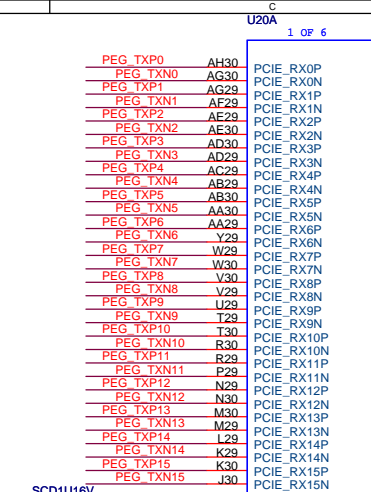 C
U20A
1 OF 6
PEG_TXP0 AH30 PCIE_RX0P
PEG_TXN0 AG30 PCIE_RX0N
PEG_TXP1 AG29 PCIE_RX1P
PEG_TXN1 AF29 PCIE_RX1N
PEG_TXP2 AE29 PCIE_RX2P
PEG_TXN2 AE30 PCIE_RX2N
PEG_TXP3 AD30 PCIE_RX3P
PEG_TXN3 AD29 PCIE_RX3N
PEG_TXP4 AC29 PCIE_RX4P
PEG_TXN4 AB29 PCIE_RX4N
PEG_TXP5 AB30 PCIE_RX5P
PEG_TXN5 AA30 PCIE_RX5N
PEG_TXP6 AA29 PCIE_RX6P
PEG_TXN6 Y29 PCIE_RX6N
PEG_TXP7 W29 PCIE_RX7P
PEG_TXN7 W30 PCIE_RX7N
PEG_TXP8 V30 PCIE_RX8P
PEG_TXN8 V29 PCIE_RX8N
PEG_TXP9 U29 PCIE_RX9P
PEG_TXN9 T29 PCIE_RX9N
PEG_TXP10 T30 PCIE_RX10P
PEG_TXN10 R30 PCIE_RX10N
PEG_TXP11 R29 PCIE_RX11P
PEG_TXN11 P29 PCIE_RX11N
PEG_TXP12 N29 PCIE_RX12P
PEG_TXN12 N30 PCIE_RX12N
PEG_TXP13 M30 PCIE_RX13P
PEG_TXN13 M29 PCIE_RX13N
PEG_TXP14 L29 PCIE_RX14P
PEG_TXN14 K29 PCIE_RX14N
PEG_TXP15 K30 PCIE_RX15P
PEG_TXN15 J30 PCIE_RX15N
SCD1U16V